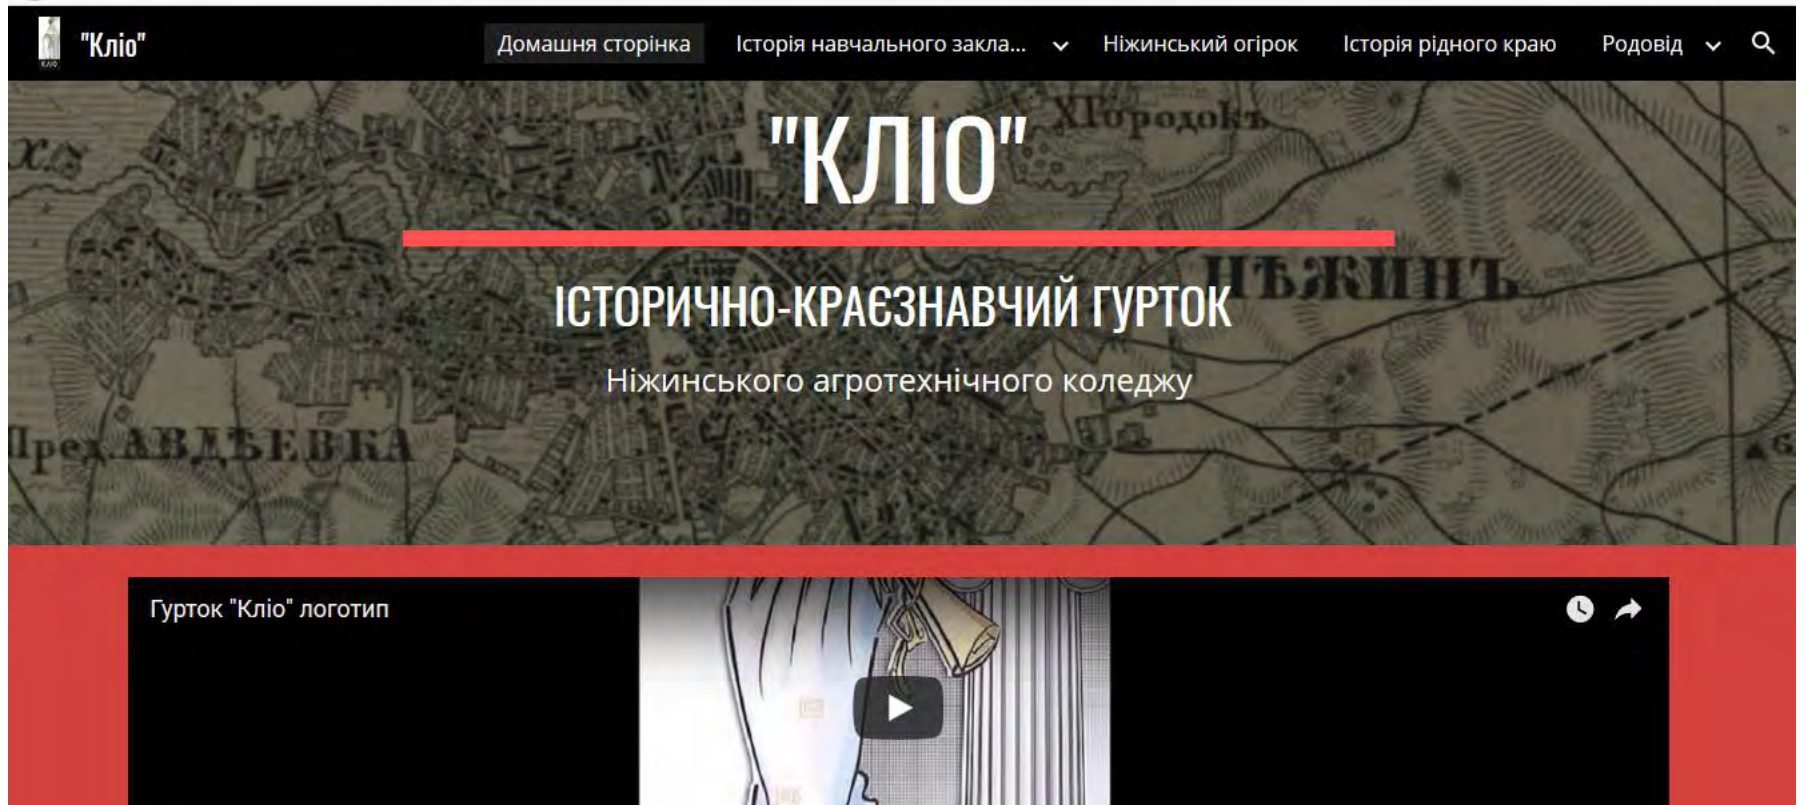 "Кліо"
Домашня сторінка
Історія навчального закла...
Ніжинський огірок
Історія рідного краю
Родовід
"КЛІО"
ІСТОРИЧНО-КРАЄЗНАВЧИЙ ГУРТОК
Ніжинського агротехнічного коледжу
НѢЖИНЪ
АВДѢЕВКА
Гурток "Кліо" логотип